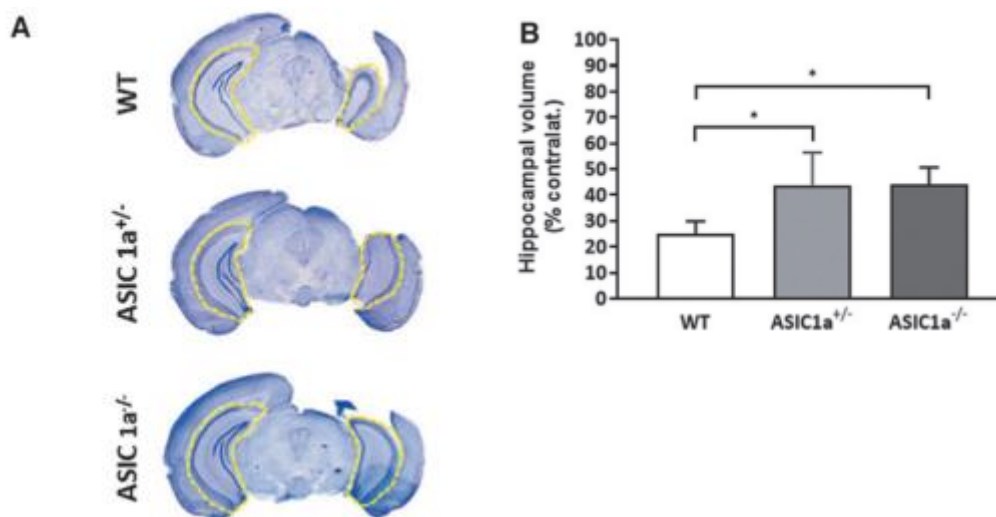 A
WT
ASIC 1a+/-
ASIC 1a-/-
B
Hippocampal volume
(% contralat.)
100
90
80
70
60
50
40
30
20
10
0
*
*
WT
ASIC1a+/-
ASIC1a-/-